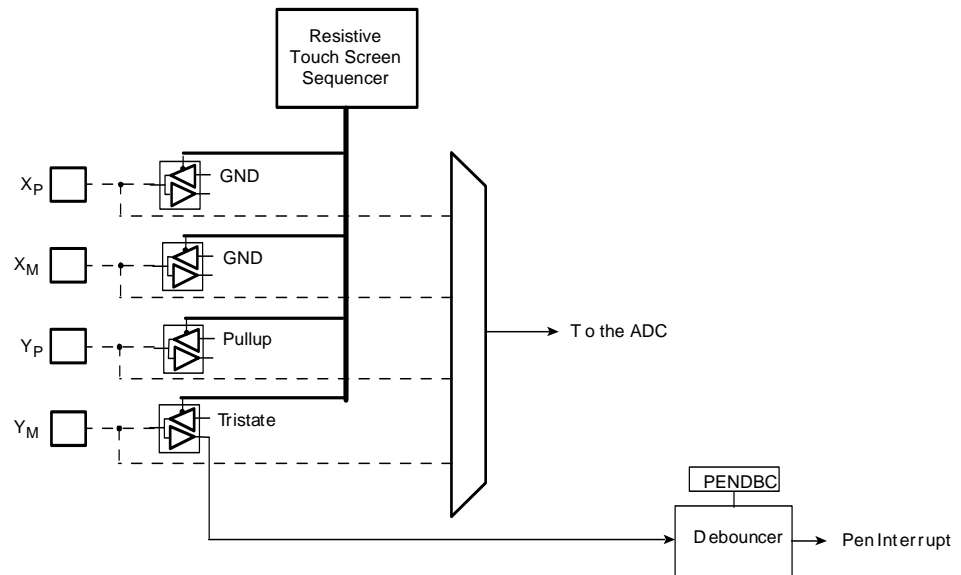 Resistive
Touch Screen
Sequencer
XP
GND
XM
GND
YP
Pullup
To the ADC
YM
Tristate
PENDBC
Debouncer
Pen Interrupt